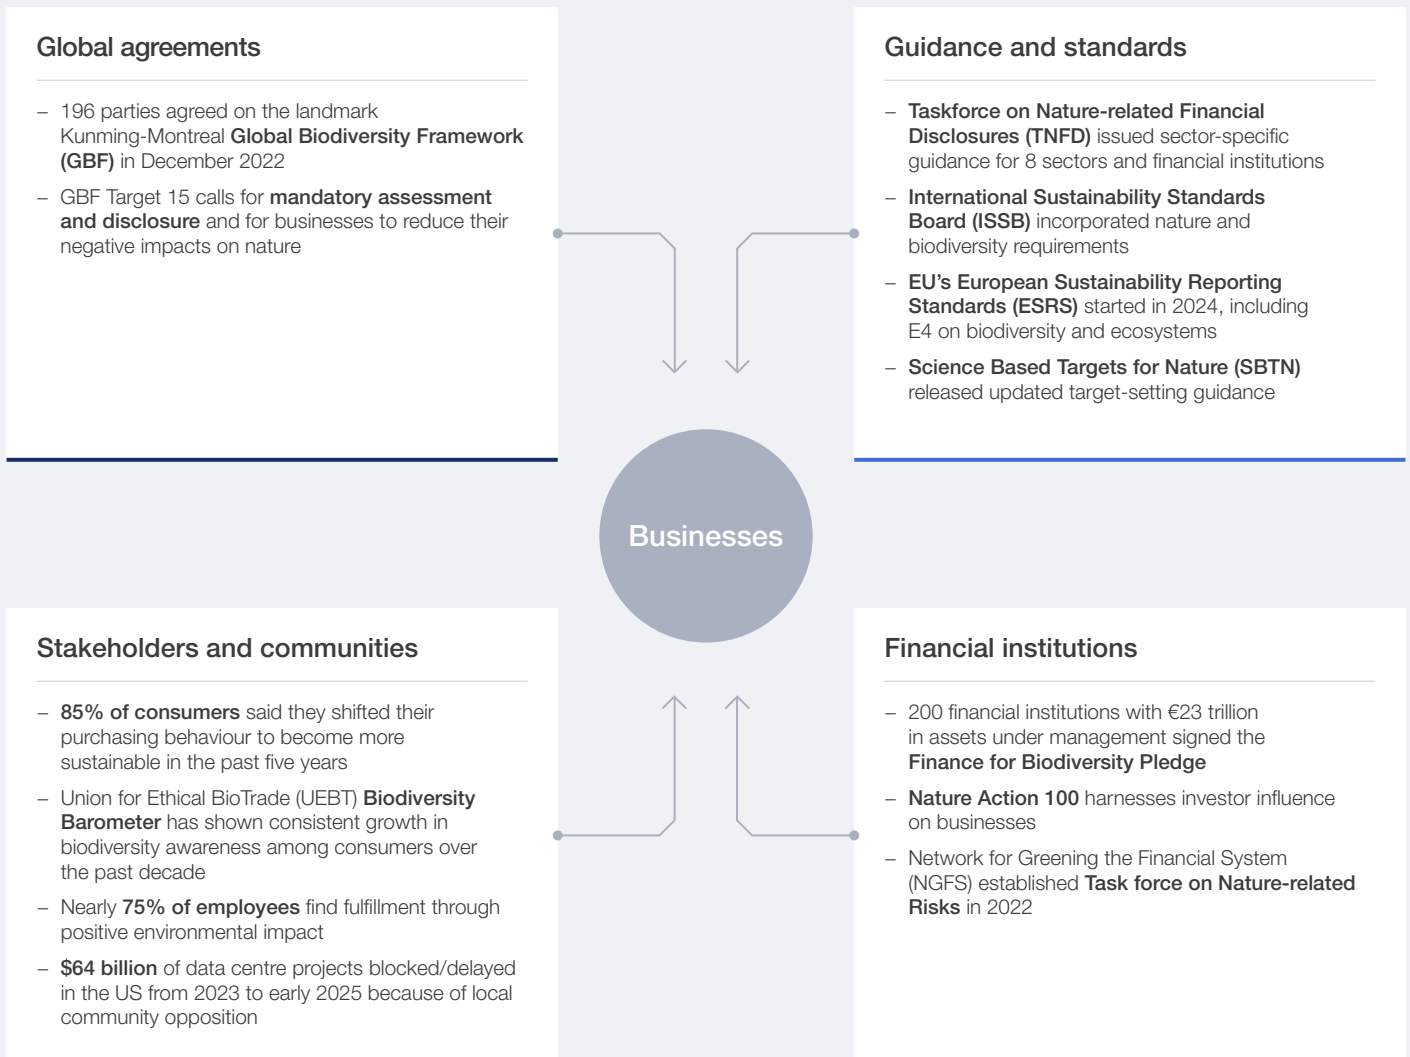 Global agreements
– 196 parties agreed on the landmark
Kunming-Montreal Global Biodiversity Framework
(GBF) in December 2022
– GBF Target 15 calls for mandatory assessment
and disclosure and for businesses to reduce their
negative impacts on nature
Guidance and standards
– Taskforce on Nature-related Financial
Disclosures (TNFD) issued sector-specific
guidance for 8 sectors and financial institutions
– International Sustainability Standards
Board (ISSB) incorporated nature and
biodiversity requirements
– EU’s European Sustainability Reporting
Standards (ESRS) started in 2024, including
E4 on biodiversity and ecosystems
– Science Based Targets for Nature (SBTN)
released updated target-setting guidance
Businesses
Stakeholders and communities
– 85% of consumers said they shifted their
purchasing behaviour to become more
sustainable in the past five years
– Union for Ethical BioTrade (UEBT) Biodiversity
Barometer has shown consistent growth in
biodiversity awareness among consumers over
the past decade
– Nearly 75% of employees find fulfillment through
positive environmental impact
– $64 billion of data centre projects blocked/delayed
in the US from 2023 to early 2025 because of local
community opposition
Financial institutions
– 200 financial institutions with €23 trillion
in assets under management signed the
Finance for Biodiversity Pledge
– Nature Action 100 harnesses investor influence
on businesses
– Network for Greening the Financial System
(NGFS) established Task force on Nature-related
Risks in 2022